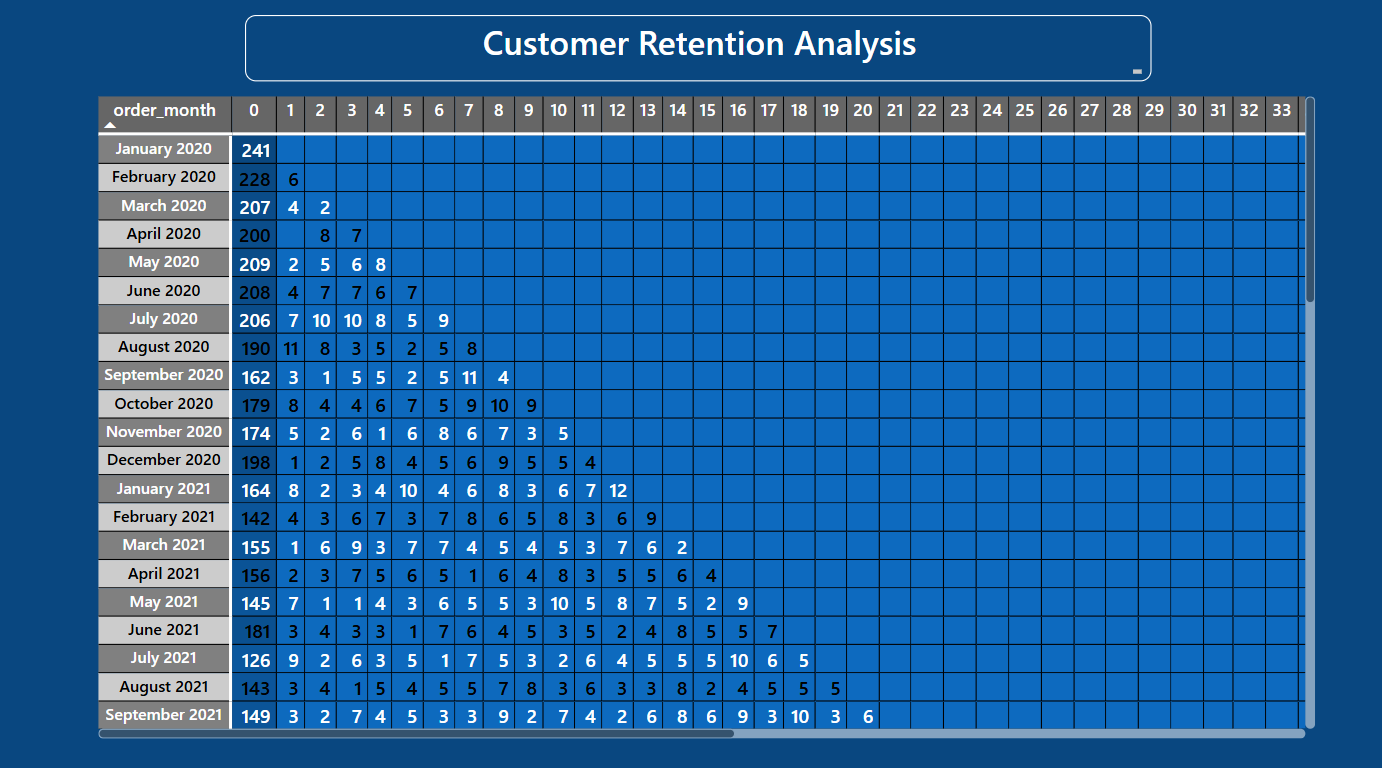 Customer Retention Analysis
order_month 0 1 2 3 4 5 6 7 8 9 10 11 12 13 14 15 16 17 18 19 20 21 22 23 24 25 26 27 28 29 30 31 32 33
January 2020 241
February 2020 228 6
March 2020 207 4 2
April 2020 200 8 7
May 2020 209 2 5 6 8
June 2020 208 4 7 7 6 7
July 2020 206 7 10 10 8 5 9
August 2020 190 11 8 3 5 2 5 8
September 2020 162 3 1 5 5 2 5 11 4
October 2020 179 8 4 4 6 7 5 9 10 9
November 2020 174 5 2 6 1 6 8 6 7 3 5
December 2020 198 1 2 5 8 4 5 6 9 5 5 4
January 2021 164 8 2 3 4 10 4 6 8 3 6 7 12
February 2021 142 4 3 6 7 3 7 8 6 5 8 3 6 9
March 2021 155 1 6 9 3 7 7 4 5 4 5 3 7 6 2
April 2021 156 2 3 7 5 6 5 1 6 4 8 3 5 5 6 4
May 2021 145 7 1 1 4 3 6 5 5 3 10 5 8 7 5 2 9
June 2021 181 3 4 3 3 1 7 6 4 5 3 5 2 4 8 5 5 7
July 2021 126 9 2 6 3 5 1 7 5 3 2 6 4 5 5 5 10 6 5
August 2021 143 3 4 1 5 4 5 5 7 8 3 6 3 3 8 2 4 5 5 5
September 2021 149 3 2 7 4 5 3 3 9 2 7 4 2 6 8 6 9 3 10 3 6